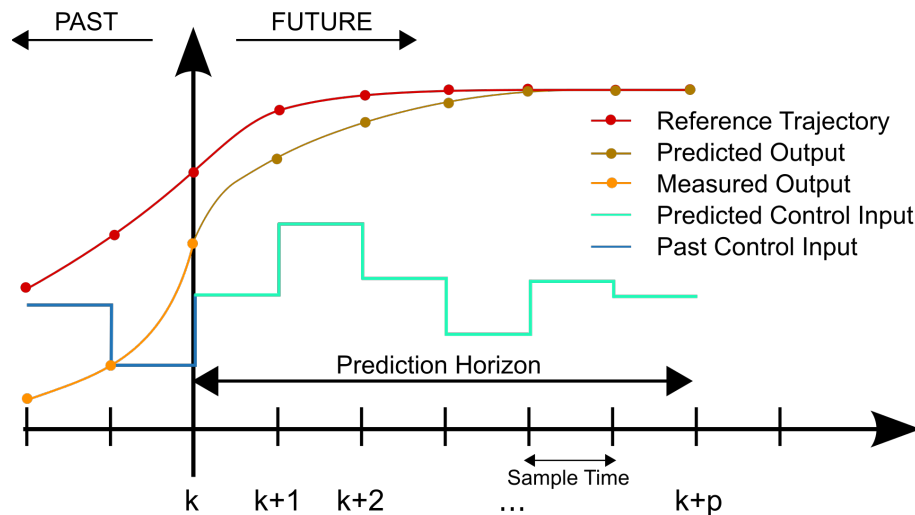 PAST
FUTURE
Reference Trajectory
Predicted Output
Measured Output
Predicted Control Input
Past Control Input
Prediction Horizon
Sample Time
k
k+1
k+2
...
k+p